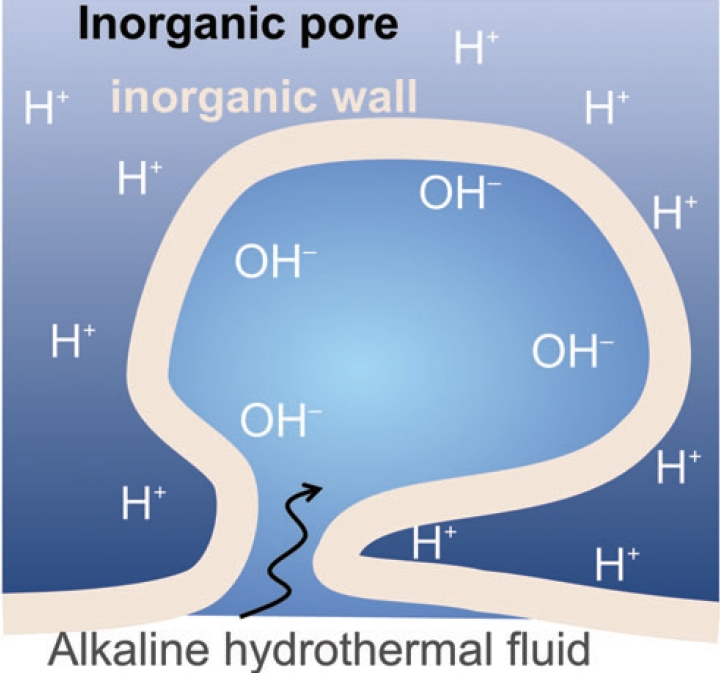 Inorganic pore
H⁺
H⁺
inorganic wall
H⁺
H⁺
OH⁻
H⁺
OH⁻
H⁺
OH⁻
OH⁻
H⁺
H⁺
H⁺
H⁺
Alkaline hydrothermal fluid